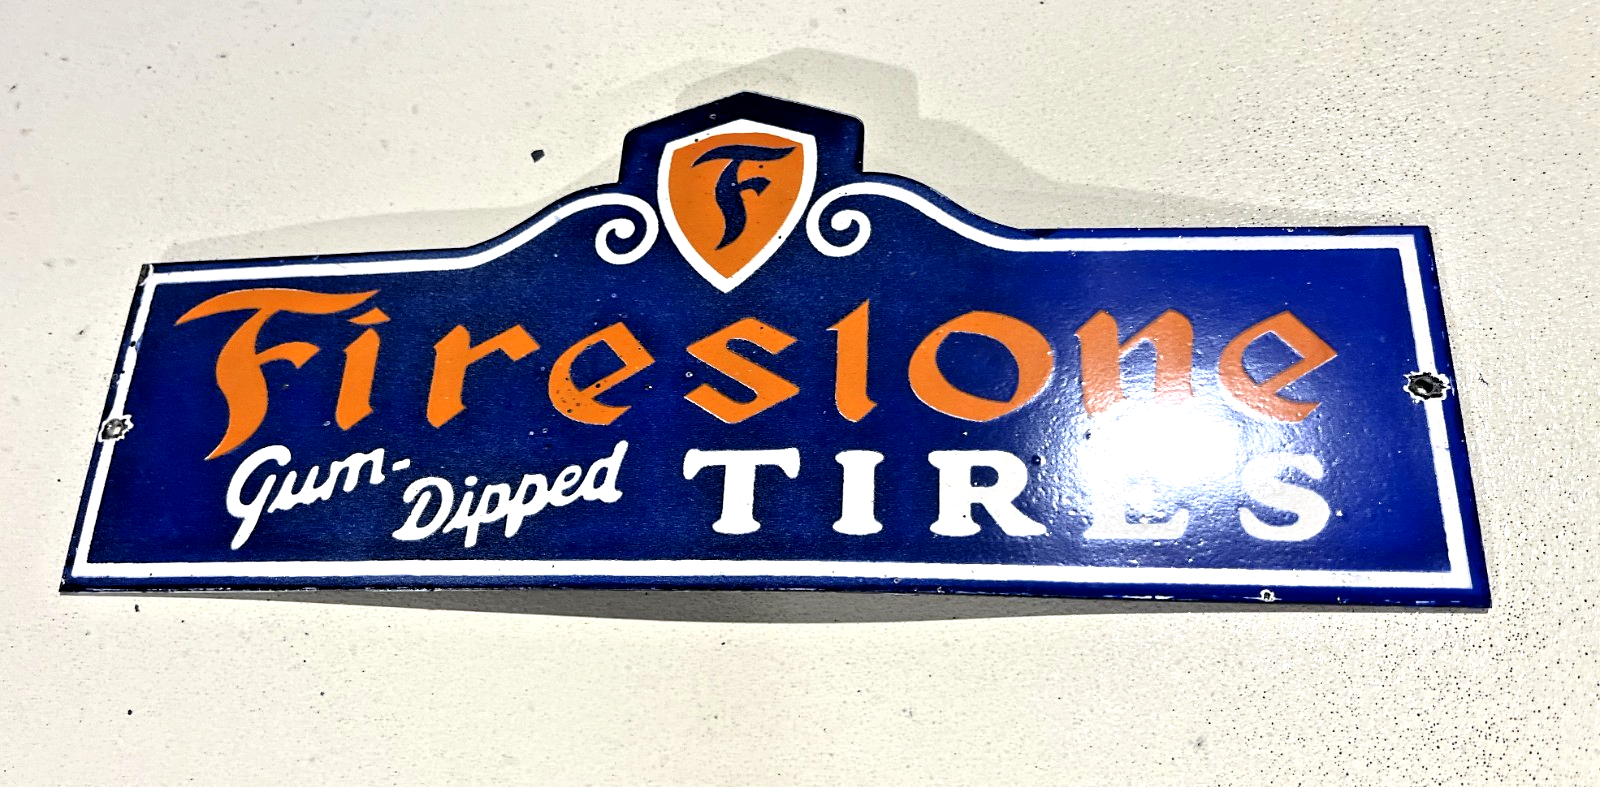 F
Firestone
Gum-Dipped TIRES